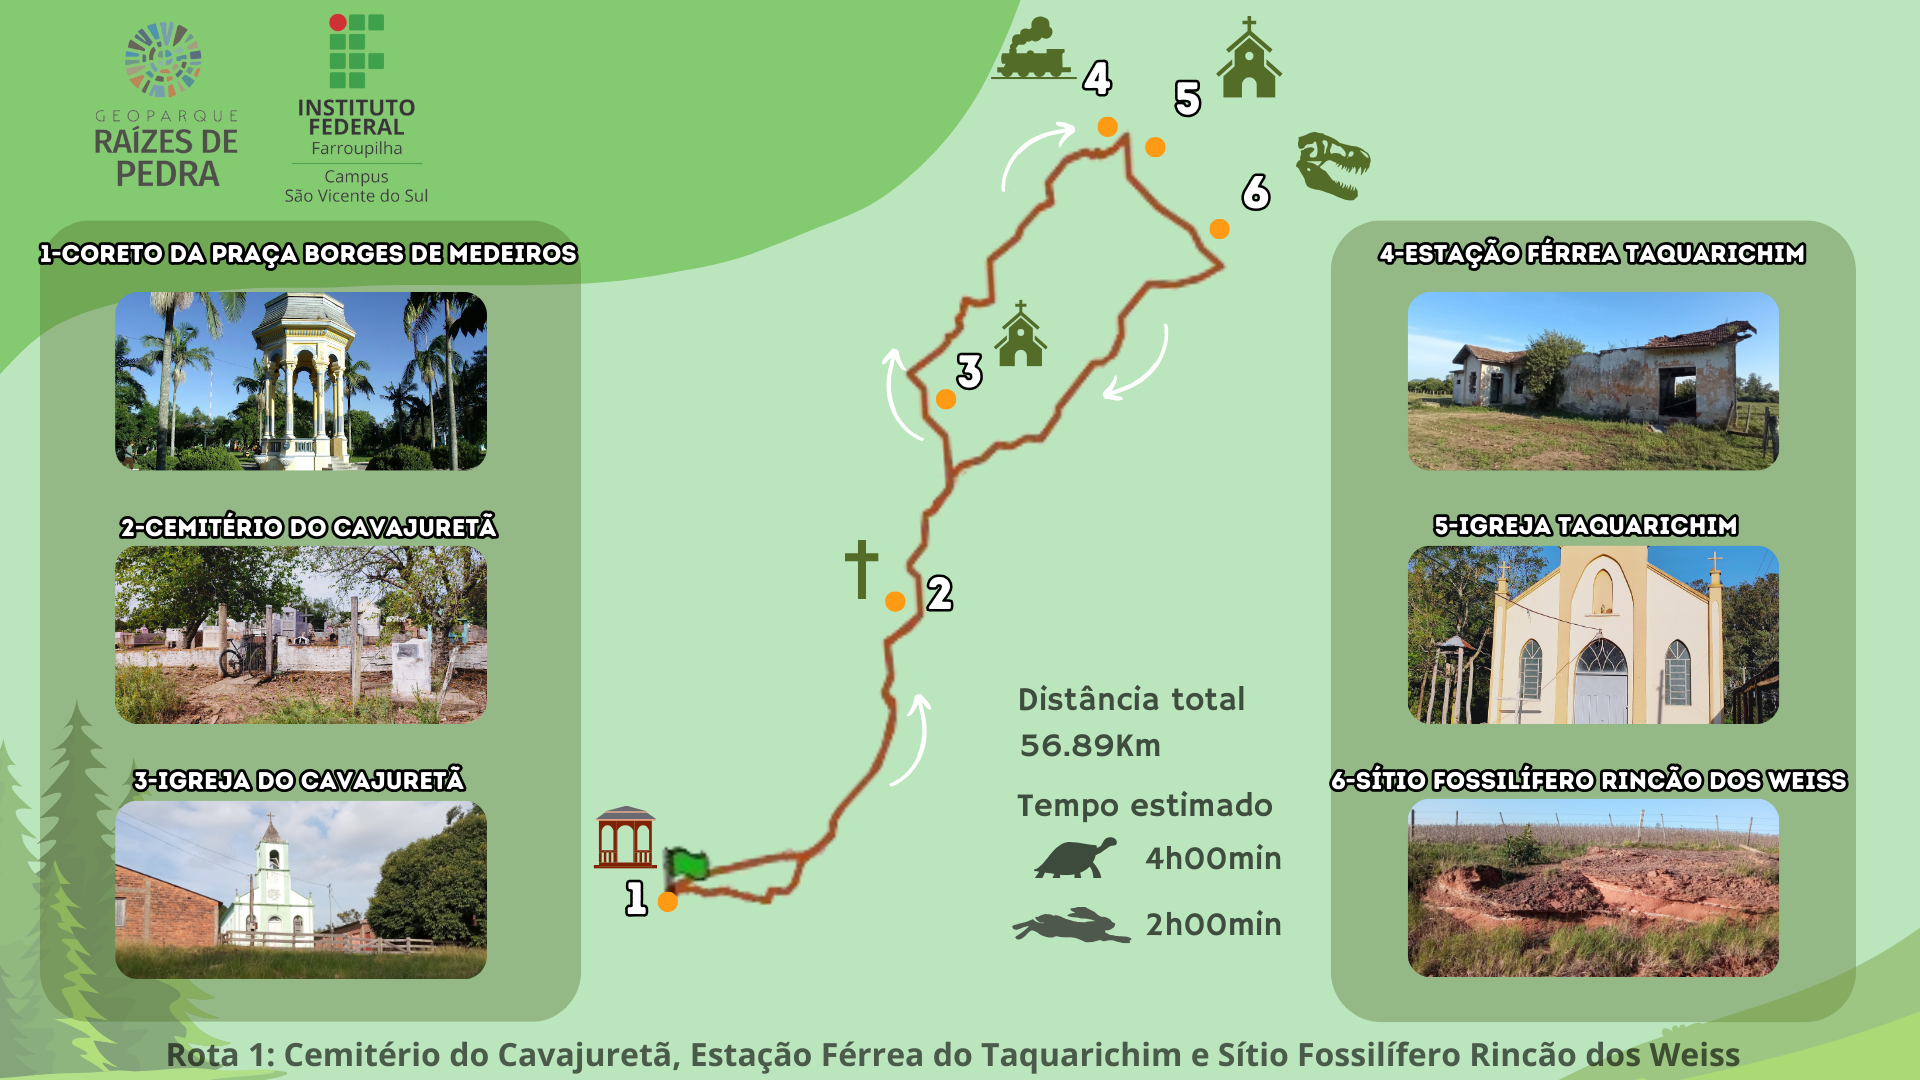 GEOPARQUE
RAÍZES DE
PEDRA
INSTITUTO
FEDERAL
Farroupilha
Campus
São Vicente do Sul
1-CORETO DA PRAÇA BORGES DE MEDEIROS
2-CEMITÉRIO DO CAVAJURETÃ
3-IGREJA DO CAVAJURETÃ
4
5
6
3
2
1
Distância total
56.89Km
Tempo estimado
4h00min
2h00min
4-ESTAÇÃO FÉRREA TAQUARICHIM
5-IGREJA TAQUARICHIM
6-SÍTIO FOSSILÍFERO RINCÃO DOS WEISS
Rota 1: Cemitério do Cavajuretã, Estação Férrea do Taquarichim e Sítio Fossilífero Rincão dos Weiss